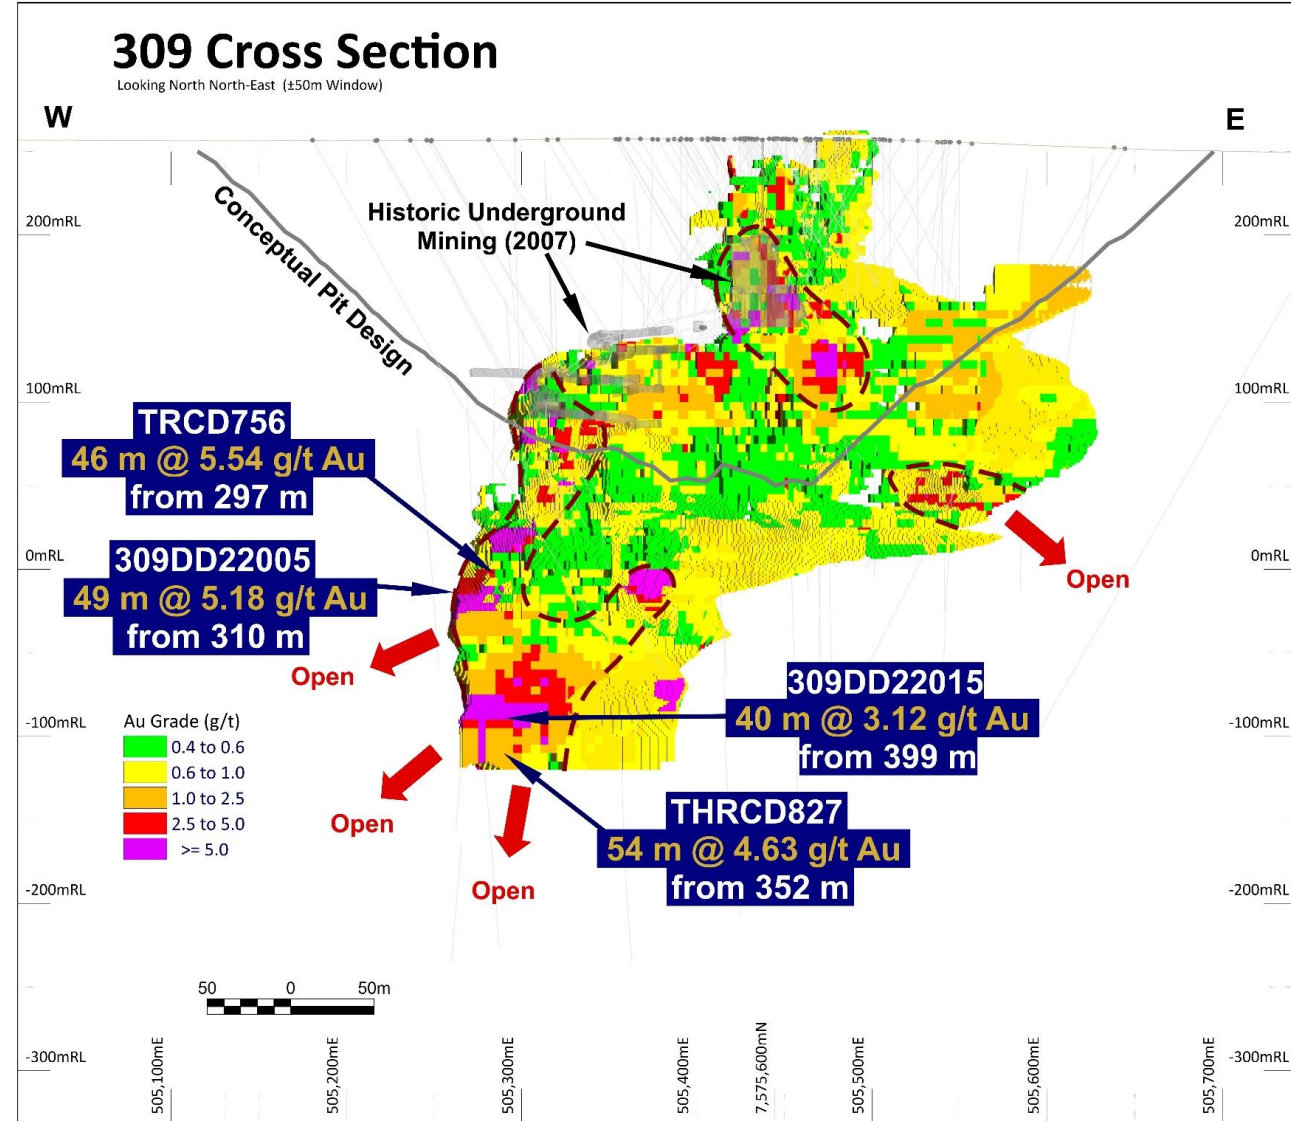 309 Cross Section
Looking North North-East (±50m Window)
W
E
Conceptual Pit Design
Historic Underground
Mining (2007)
200mRL
200mRL
100mRL
100mRL
TRCD756
46 m @ 5.54 g/t Au
from 297 m
0mRL
0mRL
309DD22005
49 m @ 5.18 g/t Au
from 310 m
Open
Open
309DD22015
40 m @ 3.12 g/t Au
from 399 m
-100mRL
-100mRL
Au Grade (g/t)
0.4 to 0.6
0.6 to 1.0
1.0 to 2.5
2.5 to 5.0
>= 5.0
Open
THRCD827
54 m @ 4.63 g/t Au
from 352 m
Open
-200mRL
-200mRL
50 0 50m
-300mRL
-300mRL
505,100mE
505,200mE
505,300mE
505,400mE
7,575,600mN
505,500mE
505,600mE
505,700mE